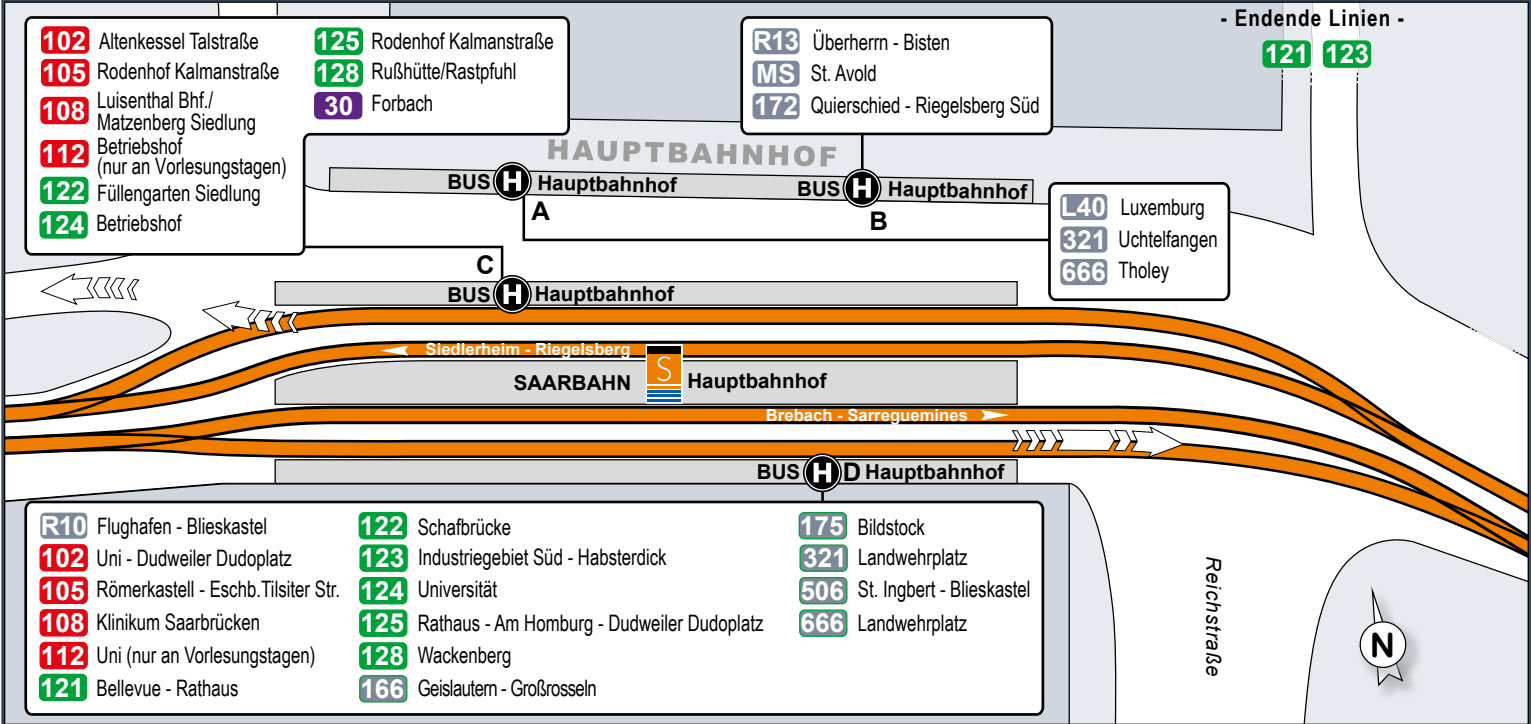 102 Altenkessel Talstraße
105 Rodenhof Kalmanstraße
108 Luisenthal Bhf./
Matzenberg Siedlung
112 Betriebshof
(nur an Vorlesungstagen)
122 Füllengarten Siedlung
124 Betriebshof
125 Rodenhof Kalmanstraße
128 Rußhütte/Rastpfuhl
30 Forbach
R13 Überherrn - Bisten
MS St. Avold
172 Quierschied - Riegelsberg Süd
- Endende Linien -
121 123
HAUPTBAHNHOF
BUS H Hauptbahnhof
A
BUS H Hauptbahnhof
B
L40 Luxemburg
321 Uchtelfangen
666 Tholey
C
BUS H Hauptbahnhof
Siedlerheim - Riegelsberg
SAARBAHN S Hauptbahnhof
Brebach - Sarreguemines
BUS H D Hauptbahnhof
R10 Flughafen - Blieskastel
102 Uni - Dudweiler Dudoplatz
105 Römerkastell - Eschb.Tilsiter Str.
108 Klinikum Saarbrücken
112 Uni (nur an Vorlesungstagen)
121 Bellevue - Rathaus
122 Schafbrücke
123 Industriegebiet Süd - Habsterdick
124 Universität
125 Rathaus - Am Homburg - Dudweiler Dudoplatz
128 Wackenberg
166 Geislautern - Großrosseln
175 Bildstock
321 Landwehrplatz
506 St. Ingbert - Blieskastel
666 Landwehrplatz
Reichstraße
N